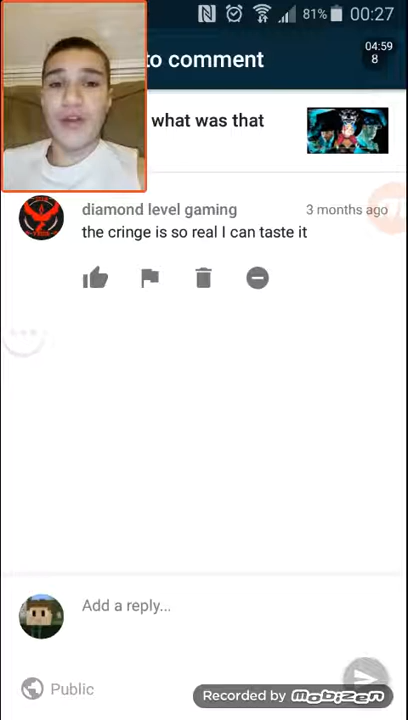 81% 00:27
to comment
04:59
8
what was that
diamond level gaming 3 months ago
the cringe is so real I can taste it
Add a reply...
Public
Recorded by mobizen